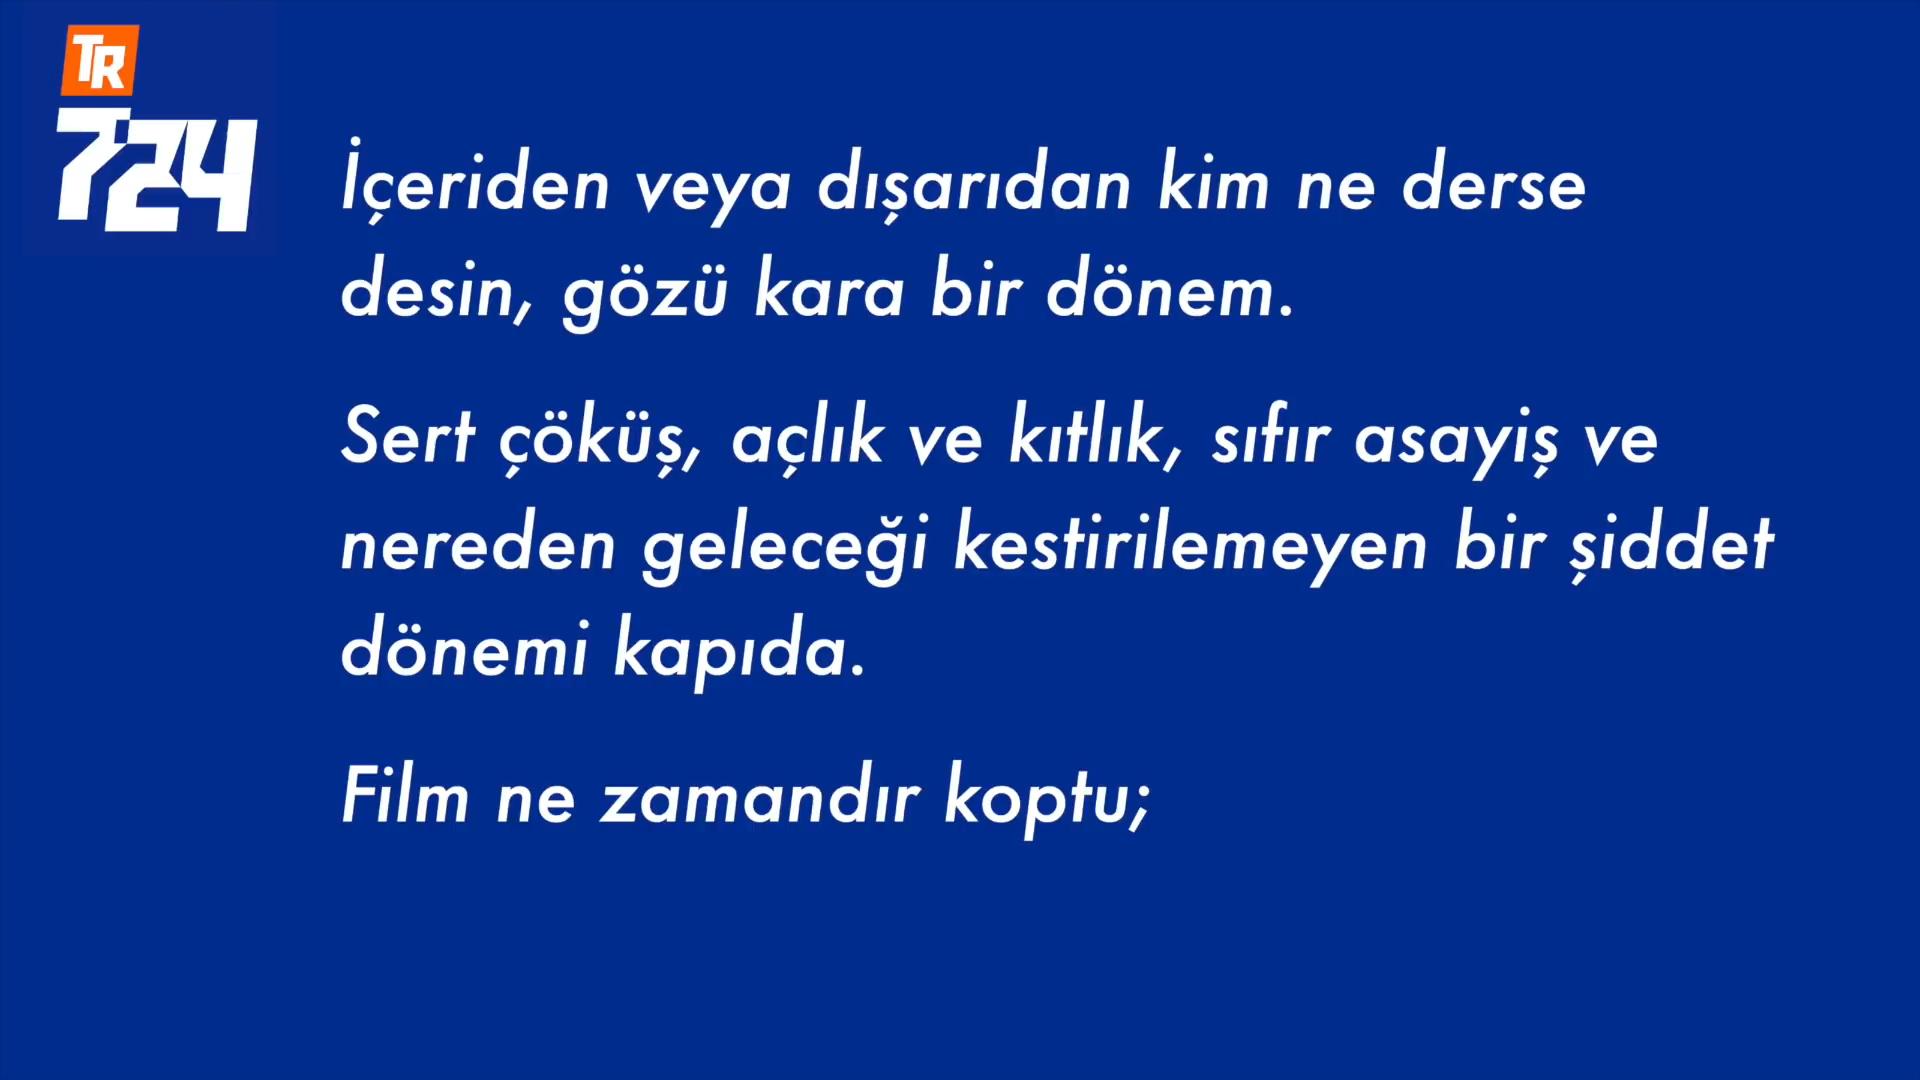 TR
724
İçeriden veya dışarıdan kim ne derse
desin, gözü kara bir dönem.
Sert çöküş, açlık ve kıtlık, sıfır asayiş ve
nereden geleceği kestirilemeyen bir şiddet
dönemi kapıda.
Film ne zamandır koptu;